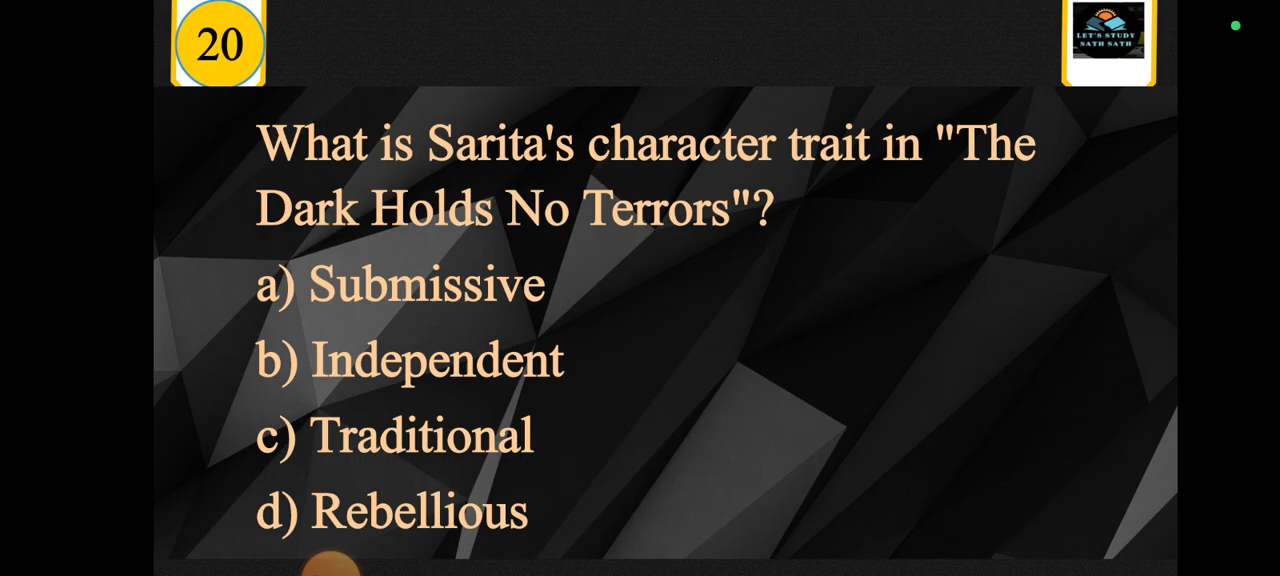 20
LET'S STUDY
SATH SATH
What is Sarita's character trait in "The
Dark Holds No Terrors"?
a) Submissive
b) Independent
c) Traditional
d) Rebellious